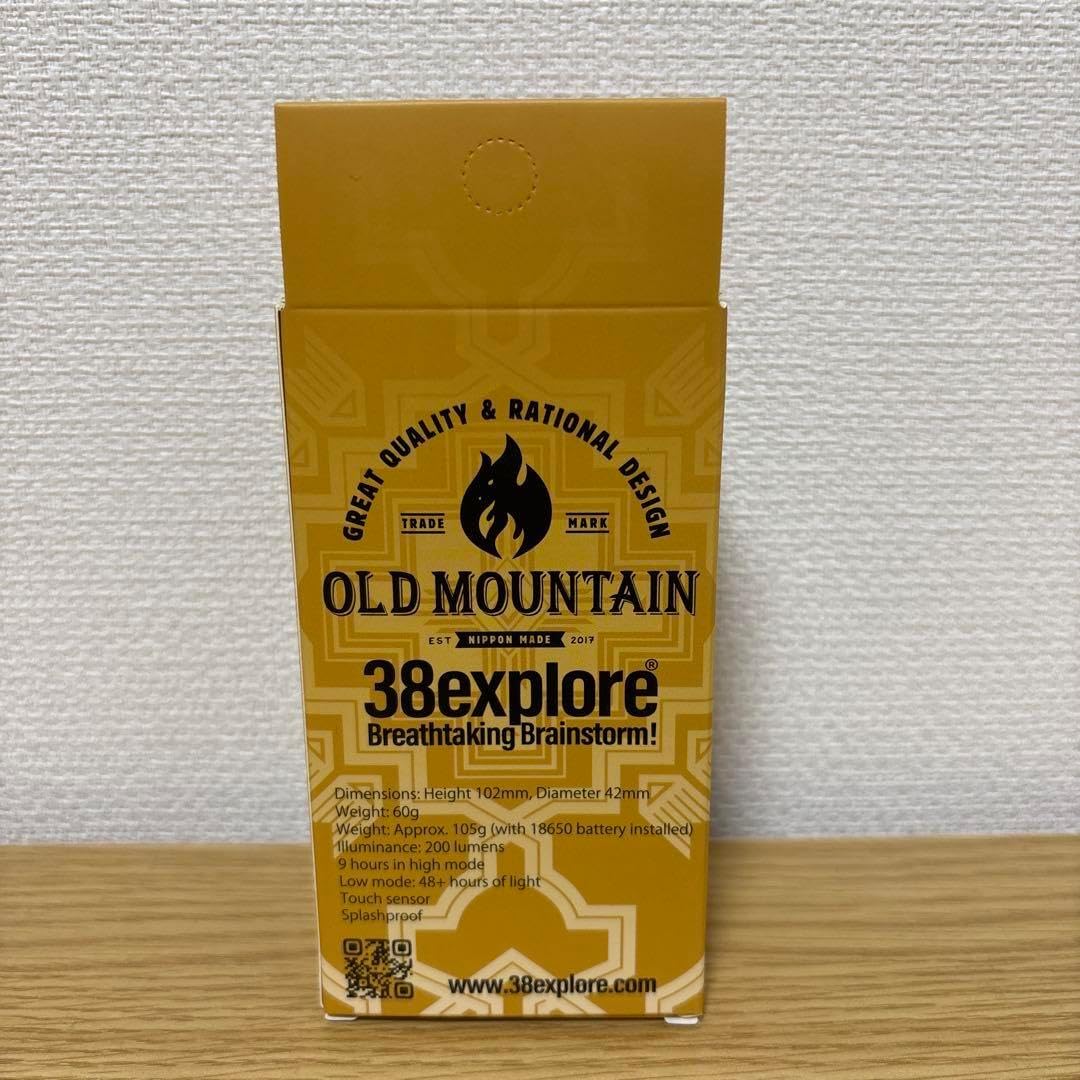 GREAT QUALITY & RATIONAL DESIGN
TRADE MARK
OLD MOUNTAIN
EST NIPPON MADE 2017
38explore®
Breathtaking Brainstorm!
Dimensions: Height 102mm, Diameter 42mm
Weight: 60g
Weight: Approx. 105g (with 18650 battery installed)
Illuminance: 200 lumens
9 hours in high mode
Low mode: 48+ hours of light
Touch sensor
Splashproof
www.38explore.com